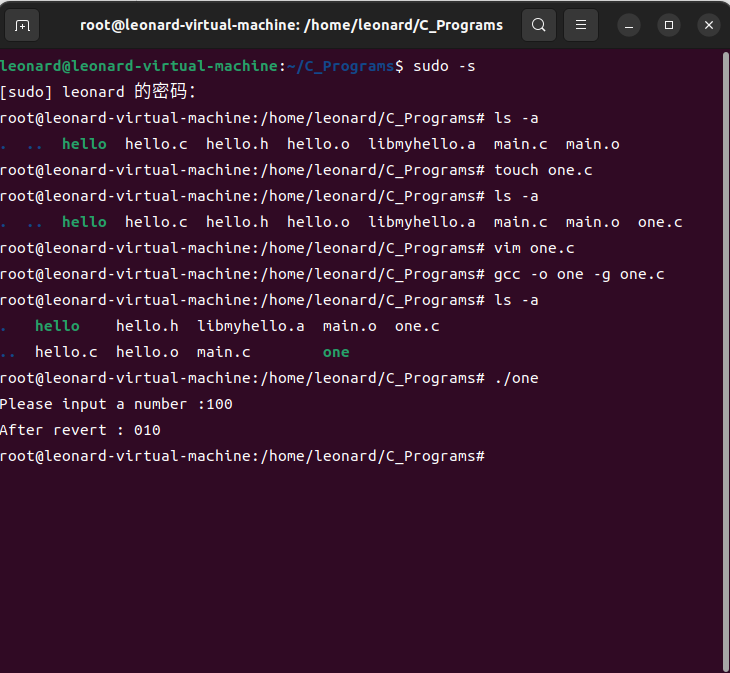 root@leonard-virtual-machine: /home/leonard/C_Programs
leonard@leonard-virtual-machine:~/C_Programs$ sudo -s
[sudo] leonard 的密码：
root@leonard-virtual-machine:/home/leonard/C_Programs# ls -a
.  ..  hello  hello.c  hello.h  hello.o  libmyhello.a  main.c  main.o
root@leonard-virtual-machine:/home/leonard/C_Programs# touch one.c
root@leonard-virtual-machine:/home/leonard/C_Programs# ls -a
.  ..  hello  hello.c  hello.h  hello.o  libmyhello.a  main.c  main.o  one.c
root@leonard-virtual-machine:/home/leonard/C_Programs# vim one.c
root@leonard-virtual-machine:/home/leonard/C_Programs# gcc -o one -g one.c
root@leonard-virtual-machine:/home/leonard/C_Programs# ls -a
.   hello    hello.h  libmyhello.a  main.o  one.c
..  hello.c  hello.o  main.c        one
root@leonard-virtual-machine:/home/leonard/C_Programs# ./one
Please input a number :100
After revert : 010
root@leonard-virtual-machine:/home/leonard/C_Programs#